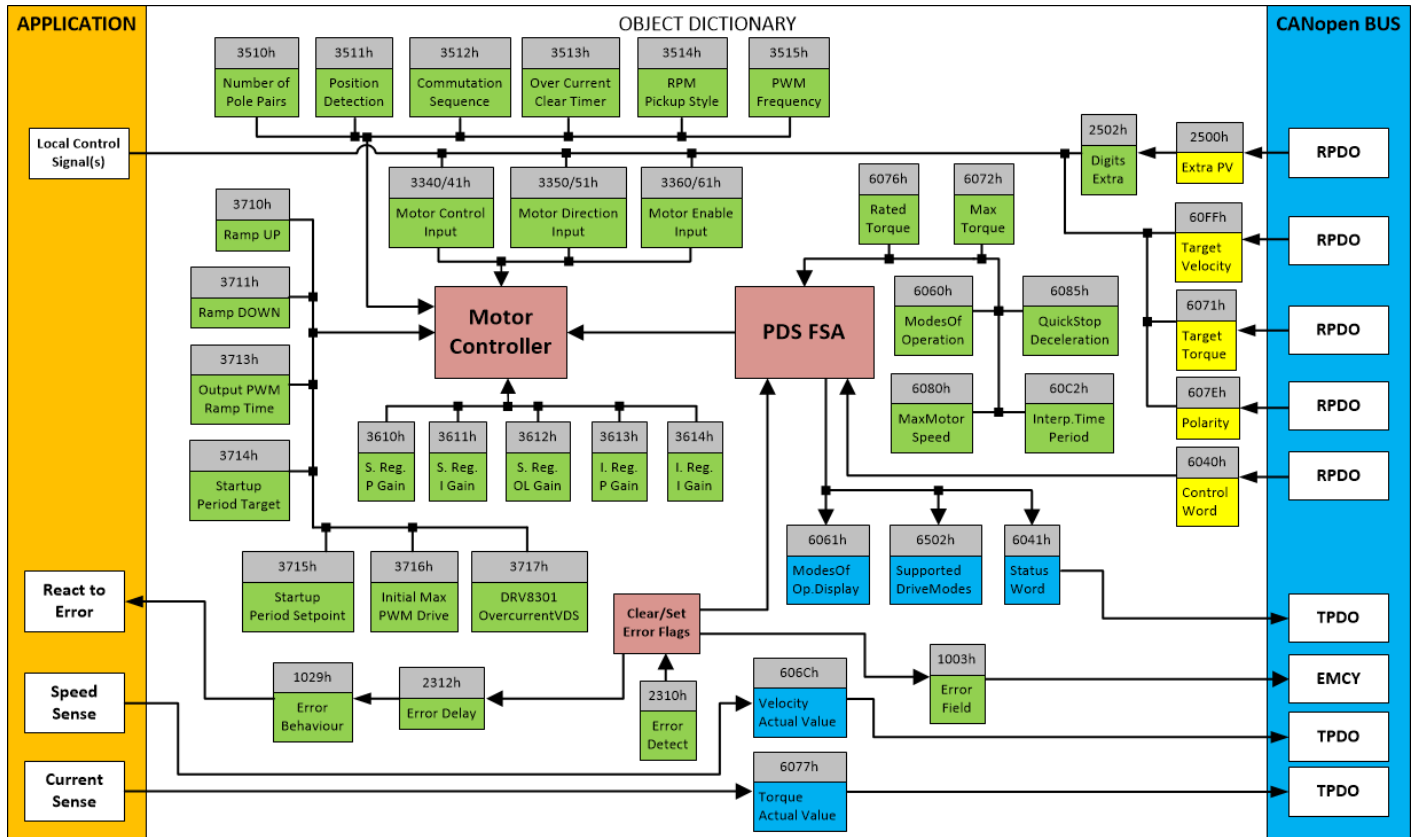 APPLICATION
OBJECT DICTIONARY
CANopen BUS
3510h
Number of
Pole Pairs
3511h
Position
Detection
3512h
Commutation
Sequence
3513h
Over Current
Clear Timer
3514h
RPM
Pickup Style
3515h
PWM
Frequency
Local Control
Signal(s)
2502h
Digits
Extra
2500h
Extra PV
RPDO
3340/41h
Motor Control
Input
3350/51h
Motor Direction
Input
3360/61h
Motor Enable
Input
6076h
Rated
Torque
6072h
Max
Torque
60FFh
Target
Velocity
RPDO
3710h
Ramp UP
3711h
Ramp DOWN
3713h
Output PWM
Ramp Time
3714h
Startup
Period Target
Motor
Controller
PDS FSA
6060h
ModesOf
Operation
6085h
QuickStop
Deceleration
6071h
Target
Torque
RPDO
6080h
MaxMotor
Speed
60C2h
Interp.Time
Period
607Eh
Polarity
RPDO
3610h
S. Reg.
P Gain
3611h
S. Reg.
I Gain
3612h
S. Reg.
OL Gain
3613h
I. Reg.
P Gain
3614h
I. Reg.
I Gain
6040h
Control
Word
RPDO
3715h
Startup
Period Setpoint
3716h
Initial Max
PWM Drive
3717h
DRV8301
OvercurrentVDS
6061h
ModesOf
Op.Display
6502h
Supported
DriveModes
6041h
Status
Word
React to
Error
Clear/Set
Error Flags
TPDO
1029h
Error
Behaviour
2312h
Error Delay
2310h
Error
Detect
1003h
Error
Field
EMCY
Speed
Sense
606Ch
Velocity
Actual Value
TPDO
Current
Sense
6077h
Torque
Actual Value
TPDO